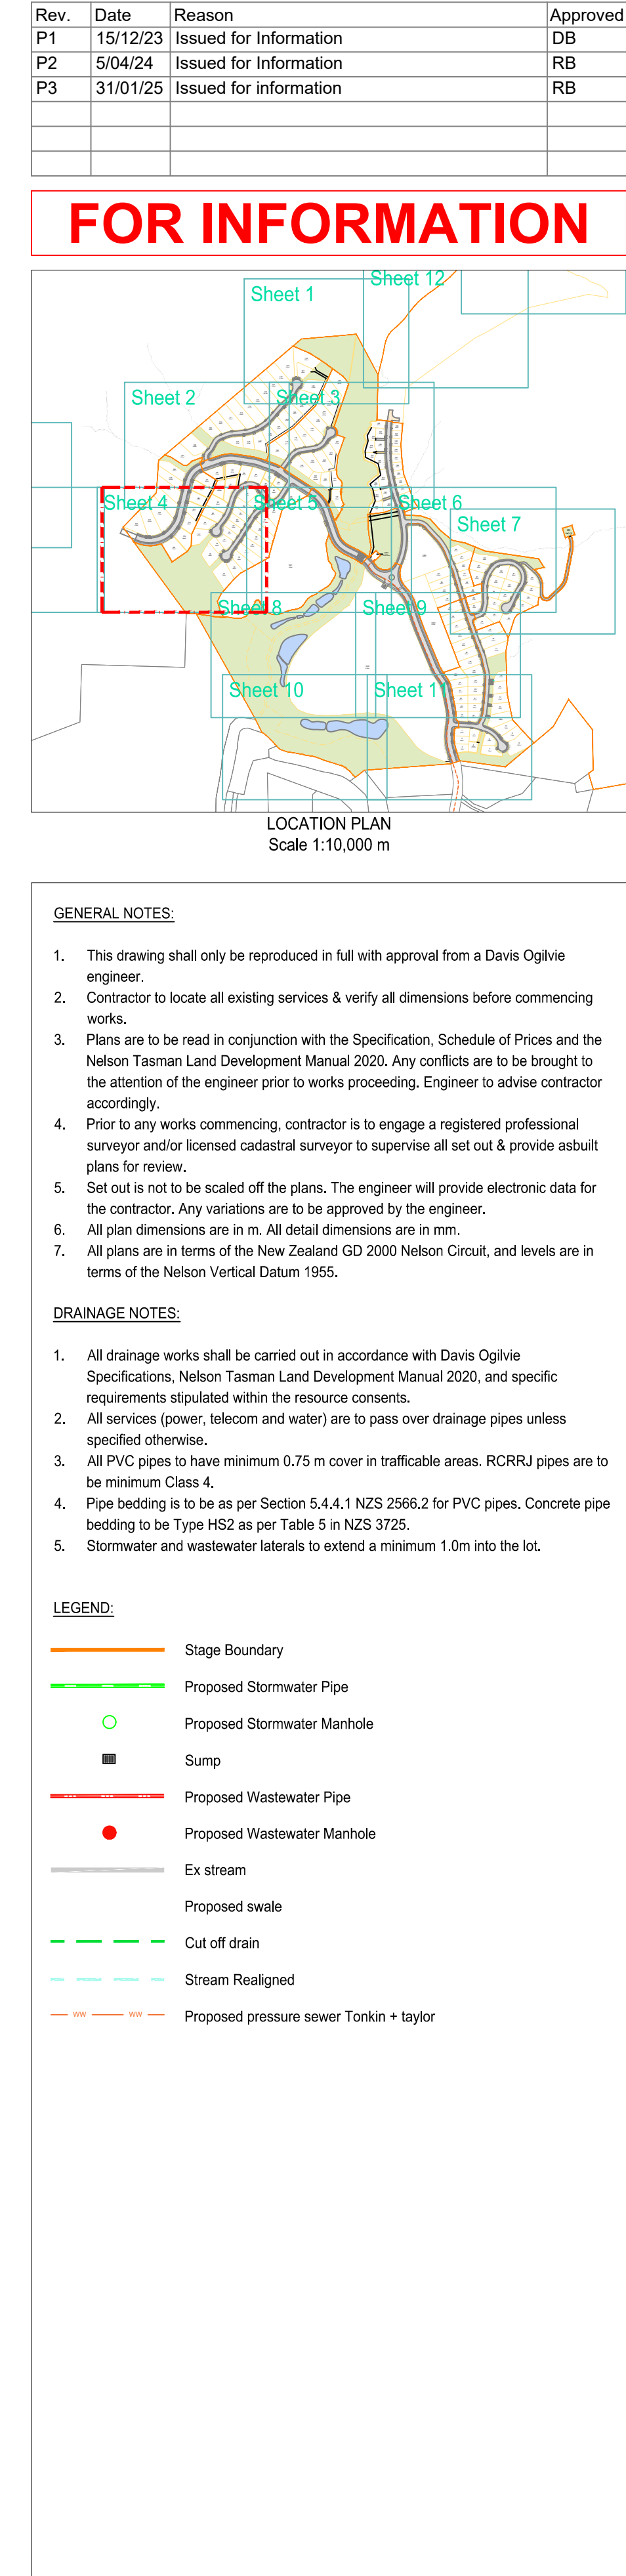 Rev. Date Reason Approved
P1 15/12/23 Issued for Information DB
P2 5/04/24 Issued for Information RB
P3 31/01/25 Issued for information RB
FOR INFORMATION
Sheet 12
Sheet 1
Sheet 2
Sheet 3
Sheet 4
Sheet 5
Sheet 6
Sheet 7
Sheet 8
Sheet 9
Sheet 10
Sheet 11
LOCATION PLAN
Scale 1:10,000 m
GENERAL NOTES:
1. This drawing shall only be reproduced in full with approval from a Davis Ogilvie
engineer.
2. Contractor to locate all existing services & verify all dimensions before commencing
works.
3. Plans are to be read in conjunction with the Specification, Schedule of Prices and the
Nelson Tasman Land Development Manual 2020. Any conflicts are to be brought to
the attention of the engineer prior to works proceeding. Engineer to advise contractor
accordingly.
4. Prior to any works commencing, contractor is to engage a registered professional
surveyor and/or licensed cadastral surveyor to supervise all set out & provide asbuilt
plans for review.
5. Set out is not to be scaled off the plans. The engineer will provide electronic data for
the contractor. Any variations are to be approved by the engineer.
6. All plan dimensions are in m. All detail dimensions are in mm.
7. All plans are in terms of the New Zealand GD 2000 Nelson Circuit, and levels are in
terms of the Nelson Vertical Datum 1955.
DRAINAGE NOTES:
1. All drainage works shall be carried out in accordance with Davis Ogilvie
Specifications, Nelson Tasman Land Development Manual 2020, and specific
requirements stipulated within the resource consents.
2. All services (power, telecom and water) are to pass over drainage pipes unless
specified otherwise.
3. All PVC pipes to have minimum 0.75 m cover in trafficable areas. RCRRJ pipes are to
be minimum Class 4.
4. Pipe bedding is to be as per Section 5.4.4.1 NZS 2566.2 for PVC pipes. Concrete pipe
bedding to be Type HS2 as per Table 5 in NZS 3725.
5. Stormwater and wastewater laterals to extend a minimum 1.0m into the lot.
LEGEND:
Stage Boundary
Proposed Stormwater Pipe
Proposed Stormwater Manhole
Sump
Proposed Wastewater Pipe
Proposed Wastewater Manhole
Ex stream
Proposed swale
Cut off drain
Stream Realigned
WW WW Proposed pressure sewer Tonkin + taylor